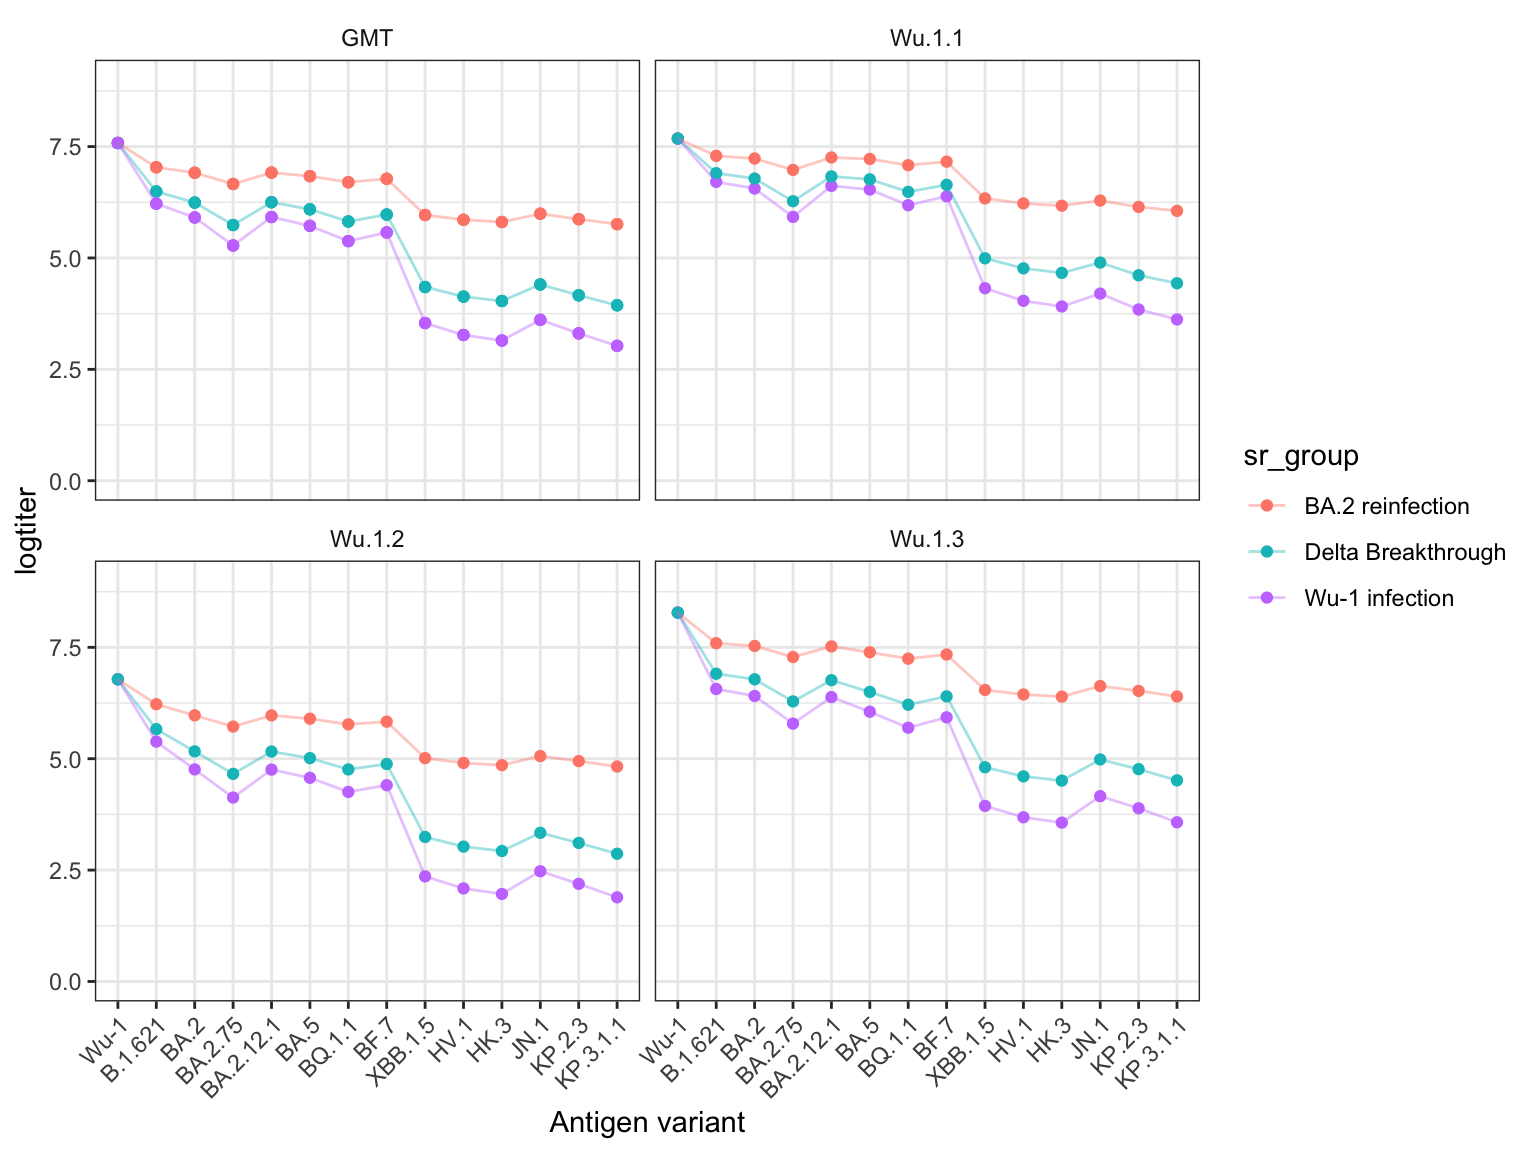 GMT
Wu.1.1
7.5
5.0
2.5
0.0
logtiter
sr_group
BA.2 reinfection
Delta Breakthrough
Wu-1 infection
Wu.1.2
Wu.1.3
7.5
5.0
2.5
0.0
Wu-1
B.1.621
BA.2
BA.2.75
BA.2.12.1
BA.5
BQ.1.1
BF.7
XBB.1.5
HV.1
HK.3
JN.1
KP.2.3
KP.3.1.1
Wu-1
B.1.621
BA.2
BA.2.75
BA.2.12.1
BA.5
BQ.1.1
BF.7
XBB.1.5
HV.1
HK.3
JN.1
KP.2.3
KP.3.1.1
Antigen variant